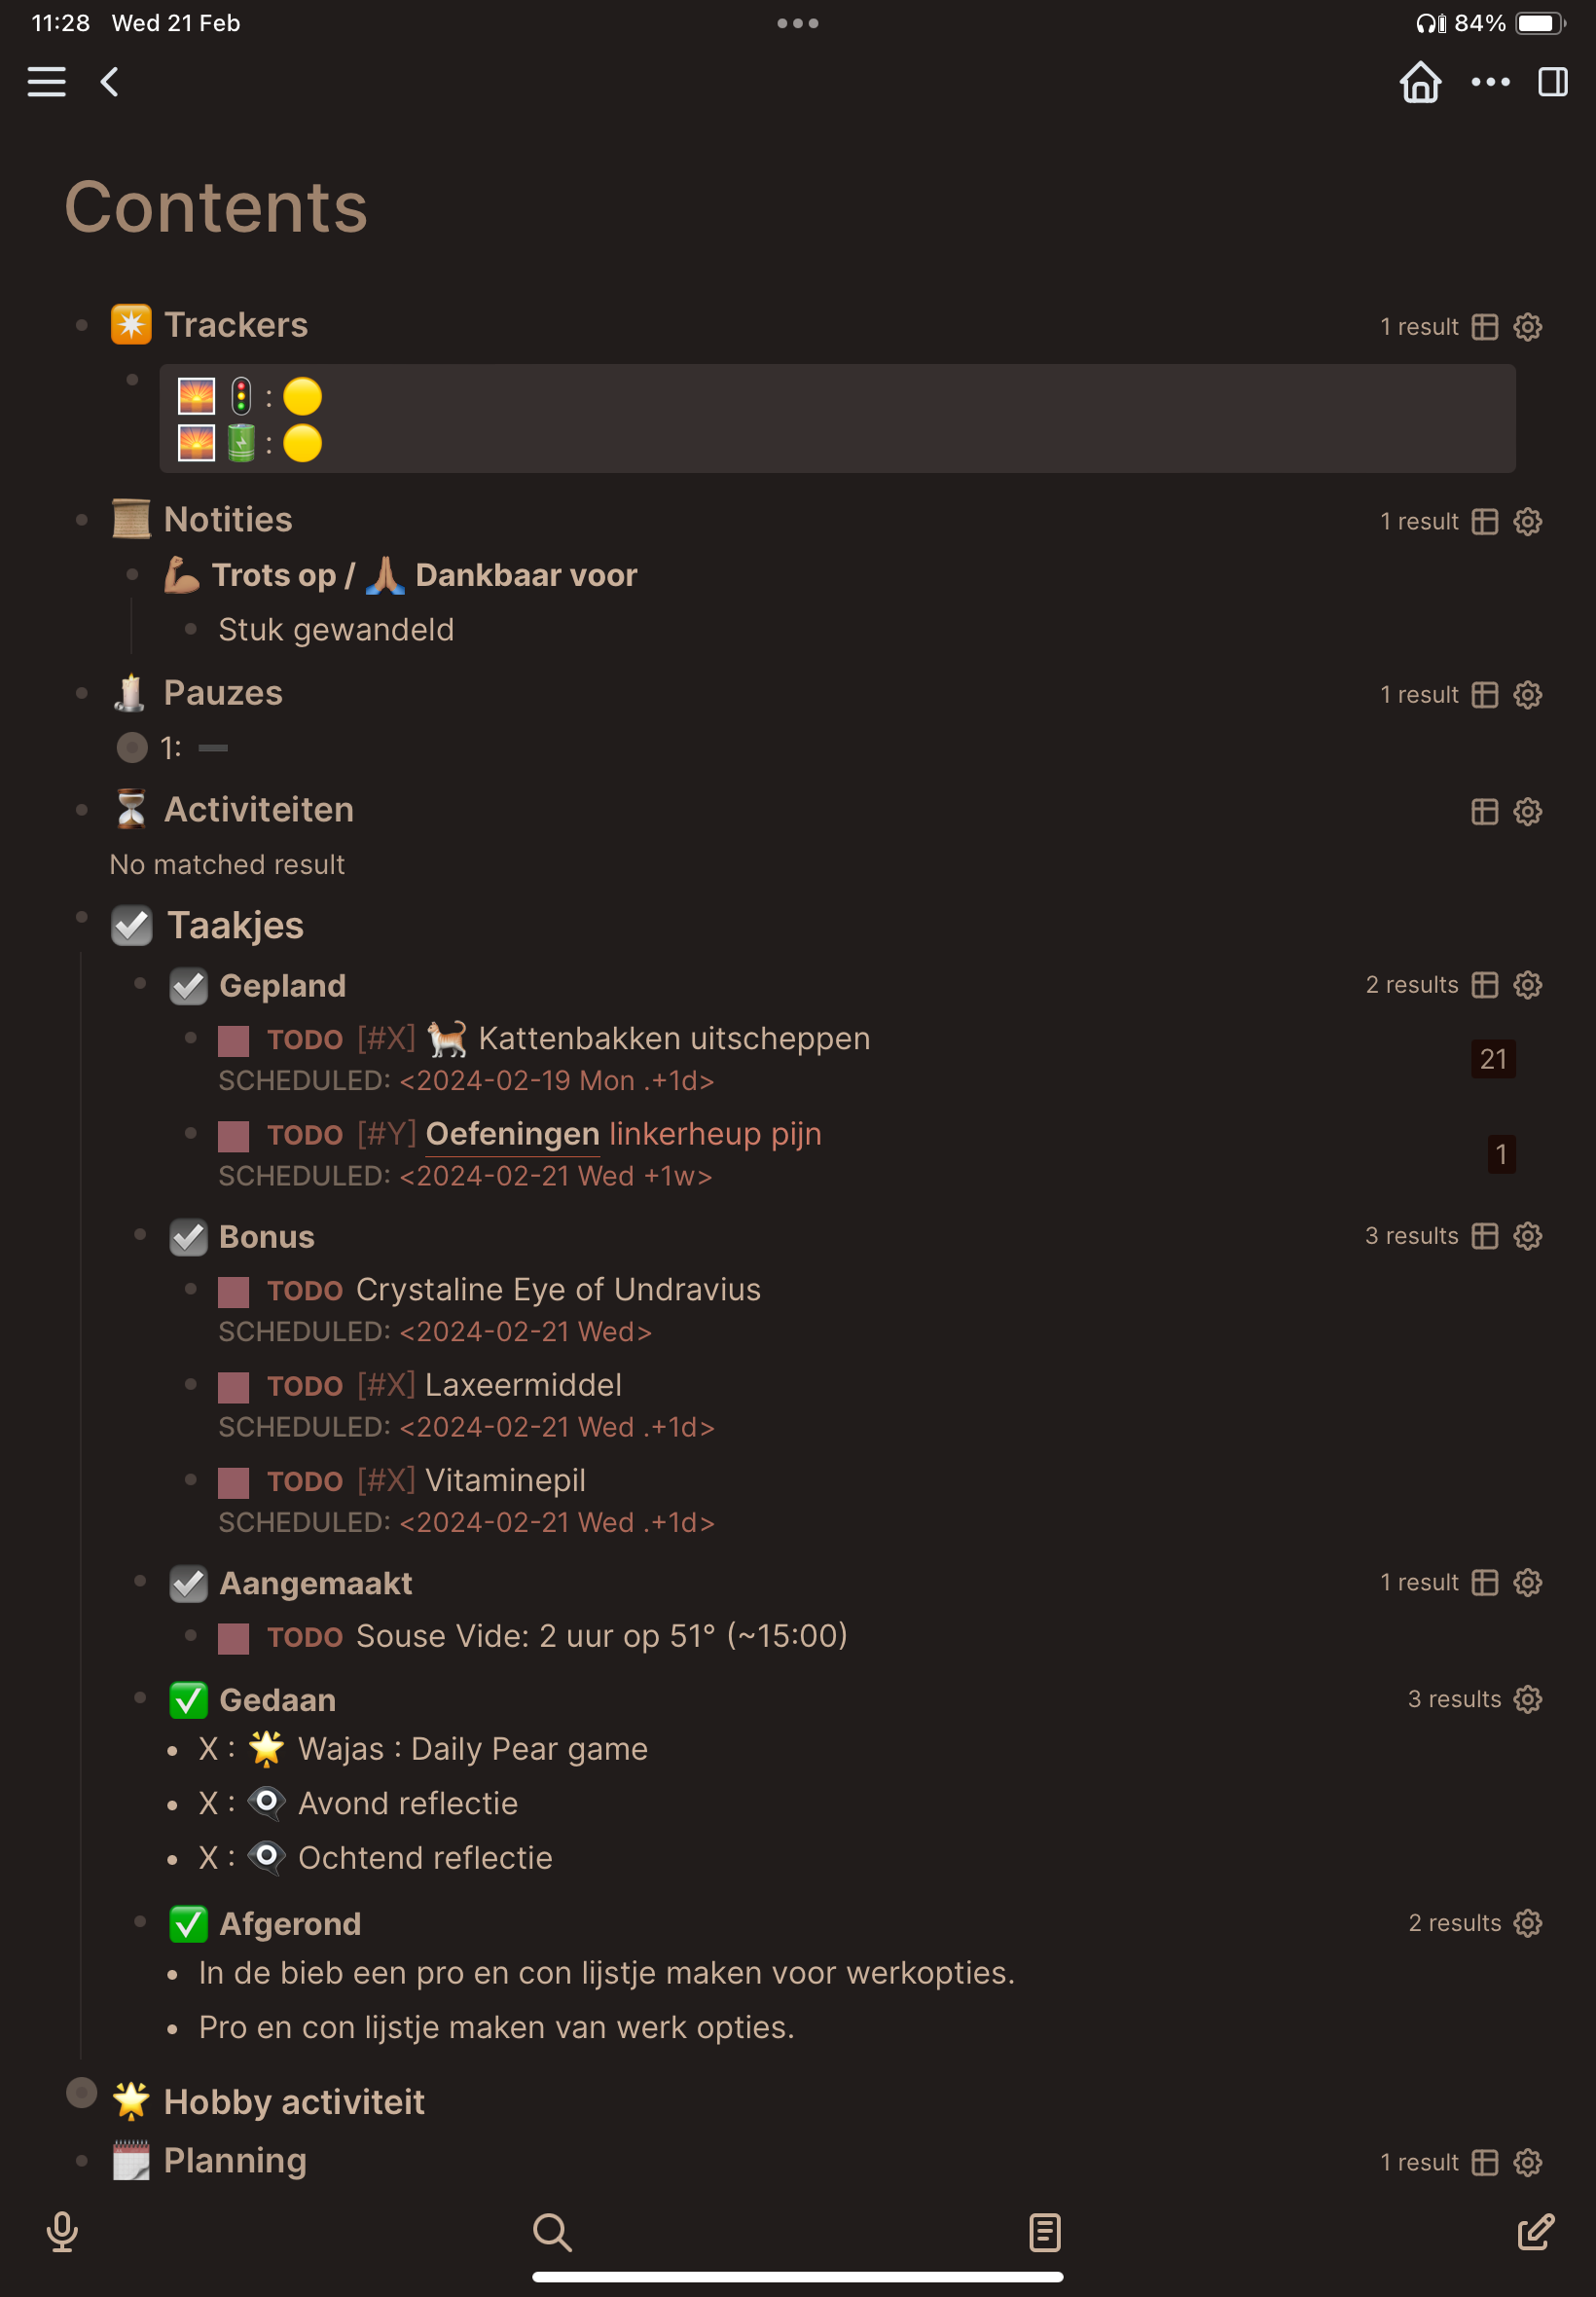 11:28 Wed 21 Feb 84%
Contents
Trackers 1 result
:
:
Notities 1 result
Trots op / Dankbaar voor
Stuk gewandeld
Pauzes 1 result
1:
Activiteiten
No matched result
Taakjes
Gepland 2 results
TODO [#X] Kattenbakken uitscheppen
21
SCHEDULED: <2024-02-19 Mon .+1d>
TODO [#Y] Oefeningen linkerheup pijn
1
SCHEDULED: <2024-02-21 Wed +1w>
Bonus 3 results
TODO Crystaline Eye of Undravius
SCHEDULED: <2024-02-21 Wed>
TODO [#X] Laxeermiddel
SCHEDULED: <2024-02-21 Wed .+1d>
TODO [#X] Vitaminepil
SCHEDULED: <2024-02-21 Wed .+1d>
Aangemaakt 1 result
TODO Souse Vide: 2 uur op 51° (~15:00)
Gedaan 3 results
X : Wajas : Daily Pear game
X : Avond reflectie
X : Ochtend reflectie
Afgerond 2 results
In de bieb een pro en con lijstje maken voor werkopties.
Pro en con lijstje maken van werk opties.
Hobby activiteit
Planning 1 result